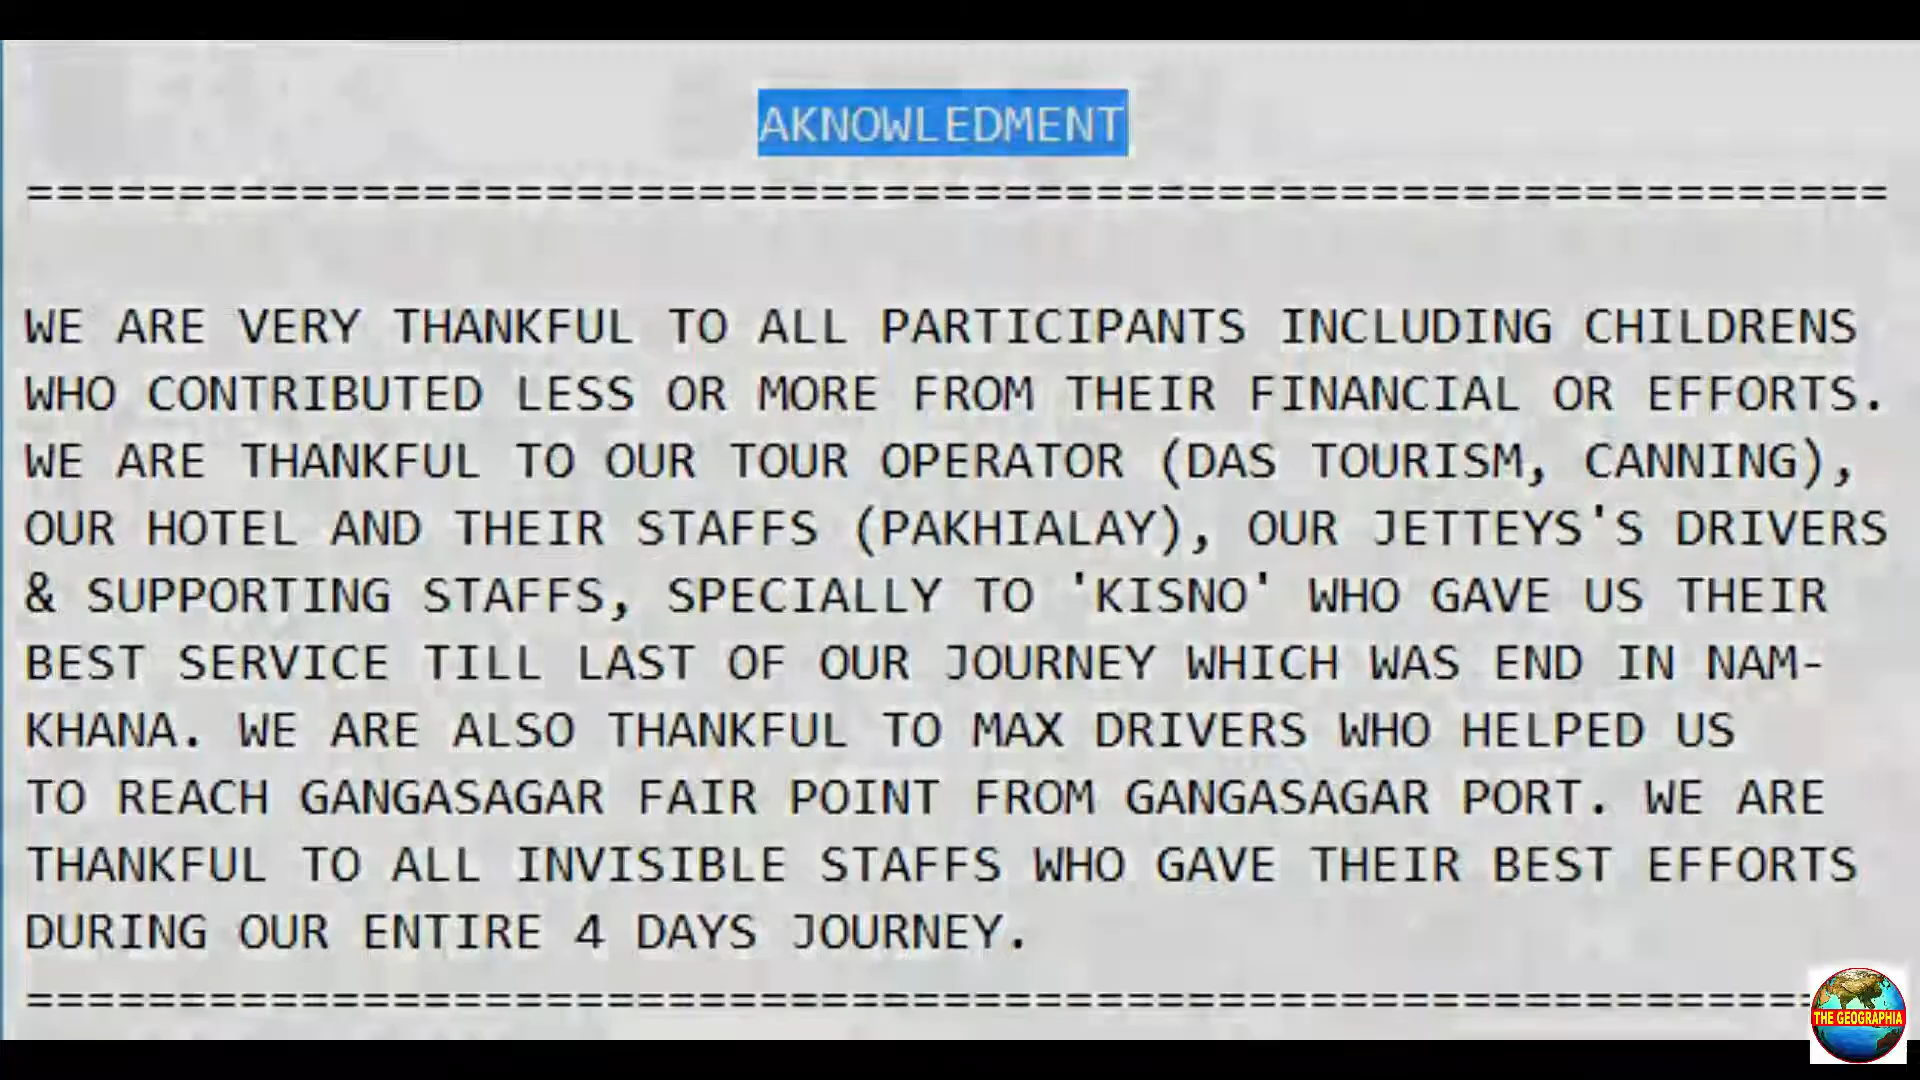 AKNOWLEDMENT
=============================================================
WE ARE VERY THANKFUL TO ALL PARTICIPANTS INCLUDING CHILDRENS
WHO CONTRIBUTED LESS OR MORE FROM THEIR FINANCIAL OR EFFORTS.
WE ARE THANKFUL TO OUR TOUR OPERATOR (DAS TOURISM, CANNING),
OUR HOTEL AND THEIR STAFFS (PAKHIALAY), OUR JETTEYS'S DRIVERS
& SUPPORTING STAFFS, SPECIALLY TO 'KISNO' WHO GAVE US THEIR
BEST SERVICE TILL LAST OF OUR JOURNEY WHICH WAS END IN NAM-
KHANA. WE ARE ALSO THANKFUL TO MAX DRIVERS WHO HELPED US
TO REACH GANGASAGAR FAIR POINT FROM GANGASAGAR PORT. WE ARE
THANKFUL TO ALL INVISIBLE STAFFS WHO GAVE THEIR BEST EFFORTS
DURING OUR ENTIRE 4 DAYS JOURNEY.
===========================================================
THE GEOGRAPHIA